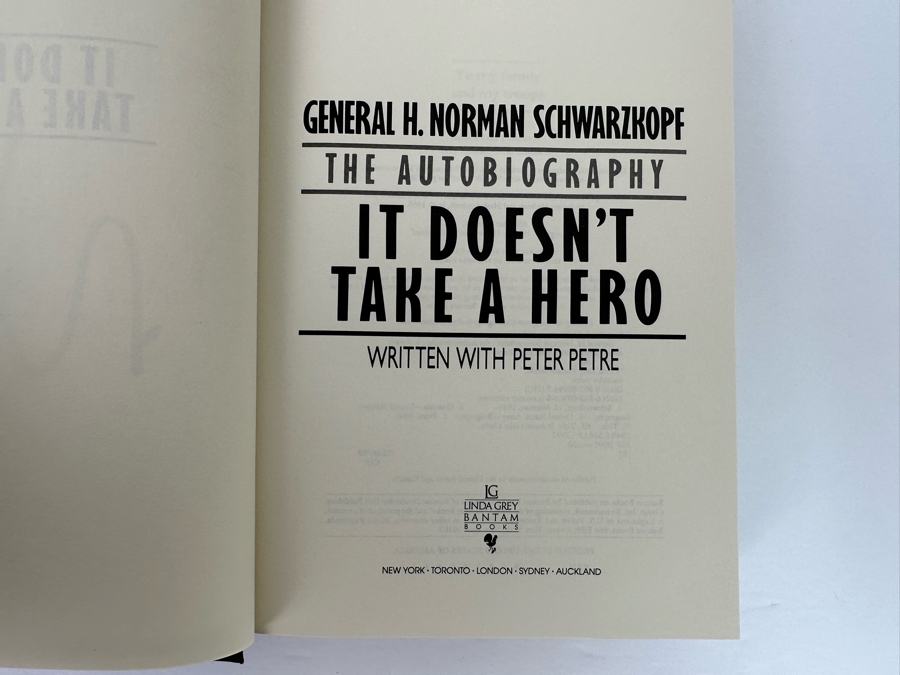 GENERAL H. NORMAN SCHWARZKOPF
THE AUTOBIOGRAPHY
IT DOESN'T
TAKE A HERO
WRITTEN WITH PETER PETRE
LG
LINDA GREY
BANTAM
BOOKS
NEW YORK · TORONTO · LONDON · SYDNEY · AUCKLAND